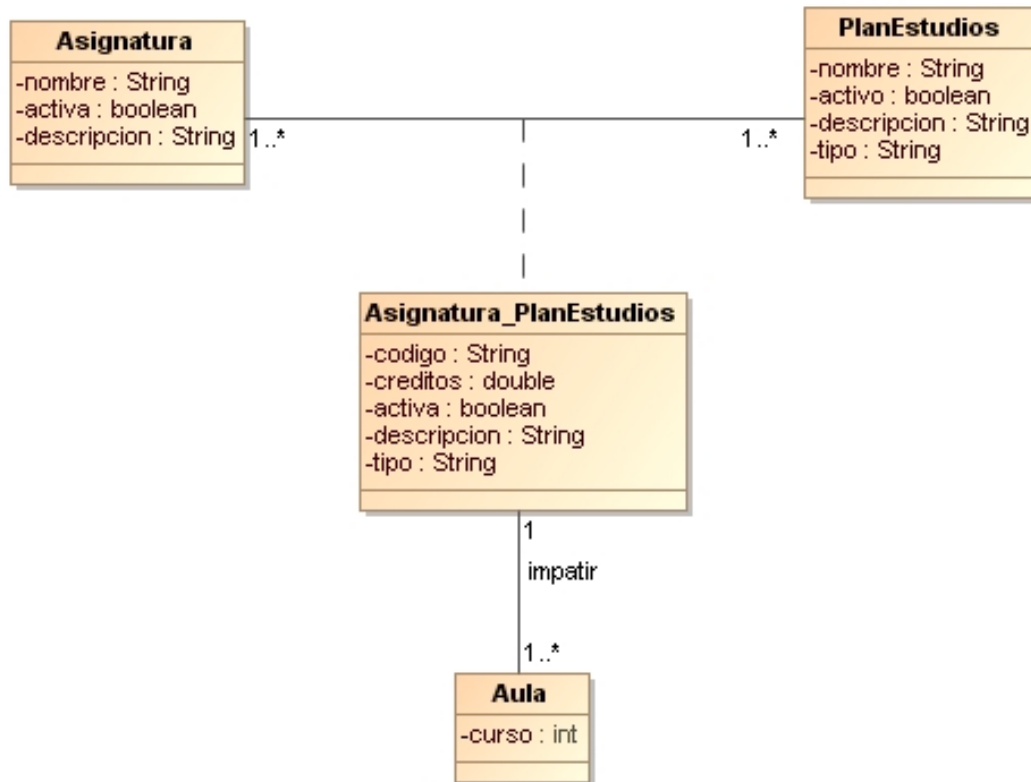 Asignatura
-nombre : String
-activa : boolean
-descripcion : String
1..*
PlanEstudios
-nombre : String
-activo : boolean
-descripcion : String
-tipo : String
1..*
Asignatura_PlanEstudios
-codigo : String
-creditos : double
-activa : boolean
-descripcion : String
-tipo : String
1
impatir
1..*
Aula
-curso : int